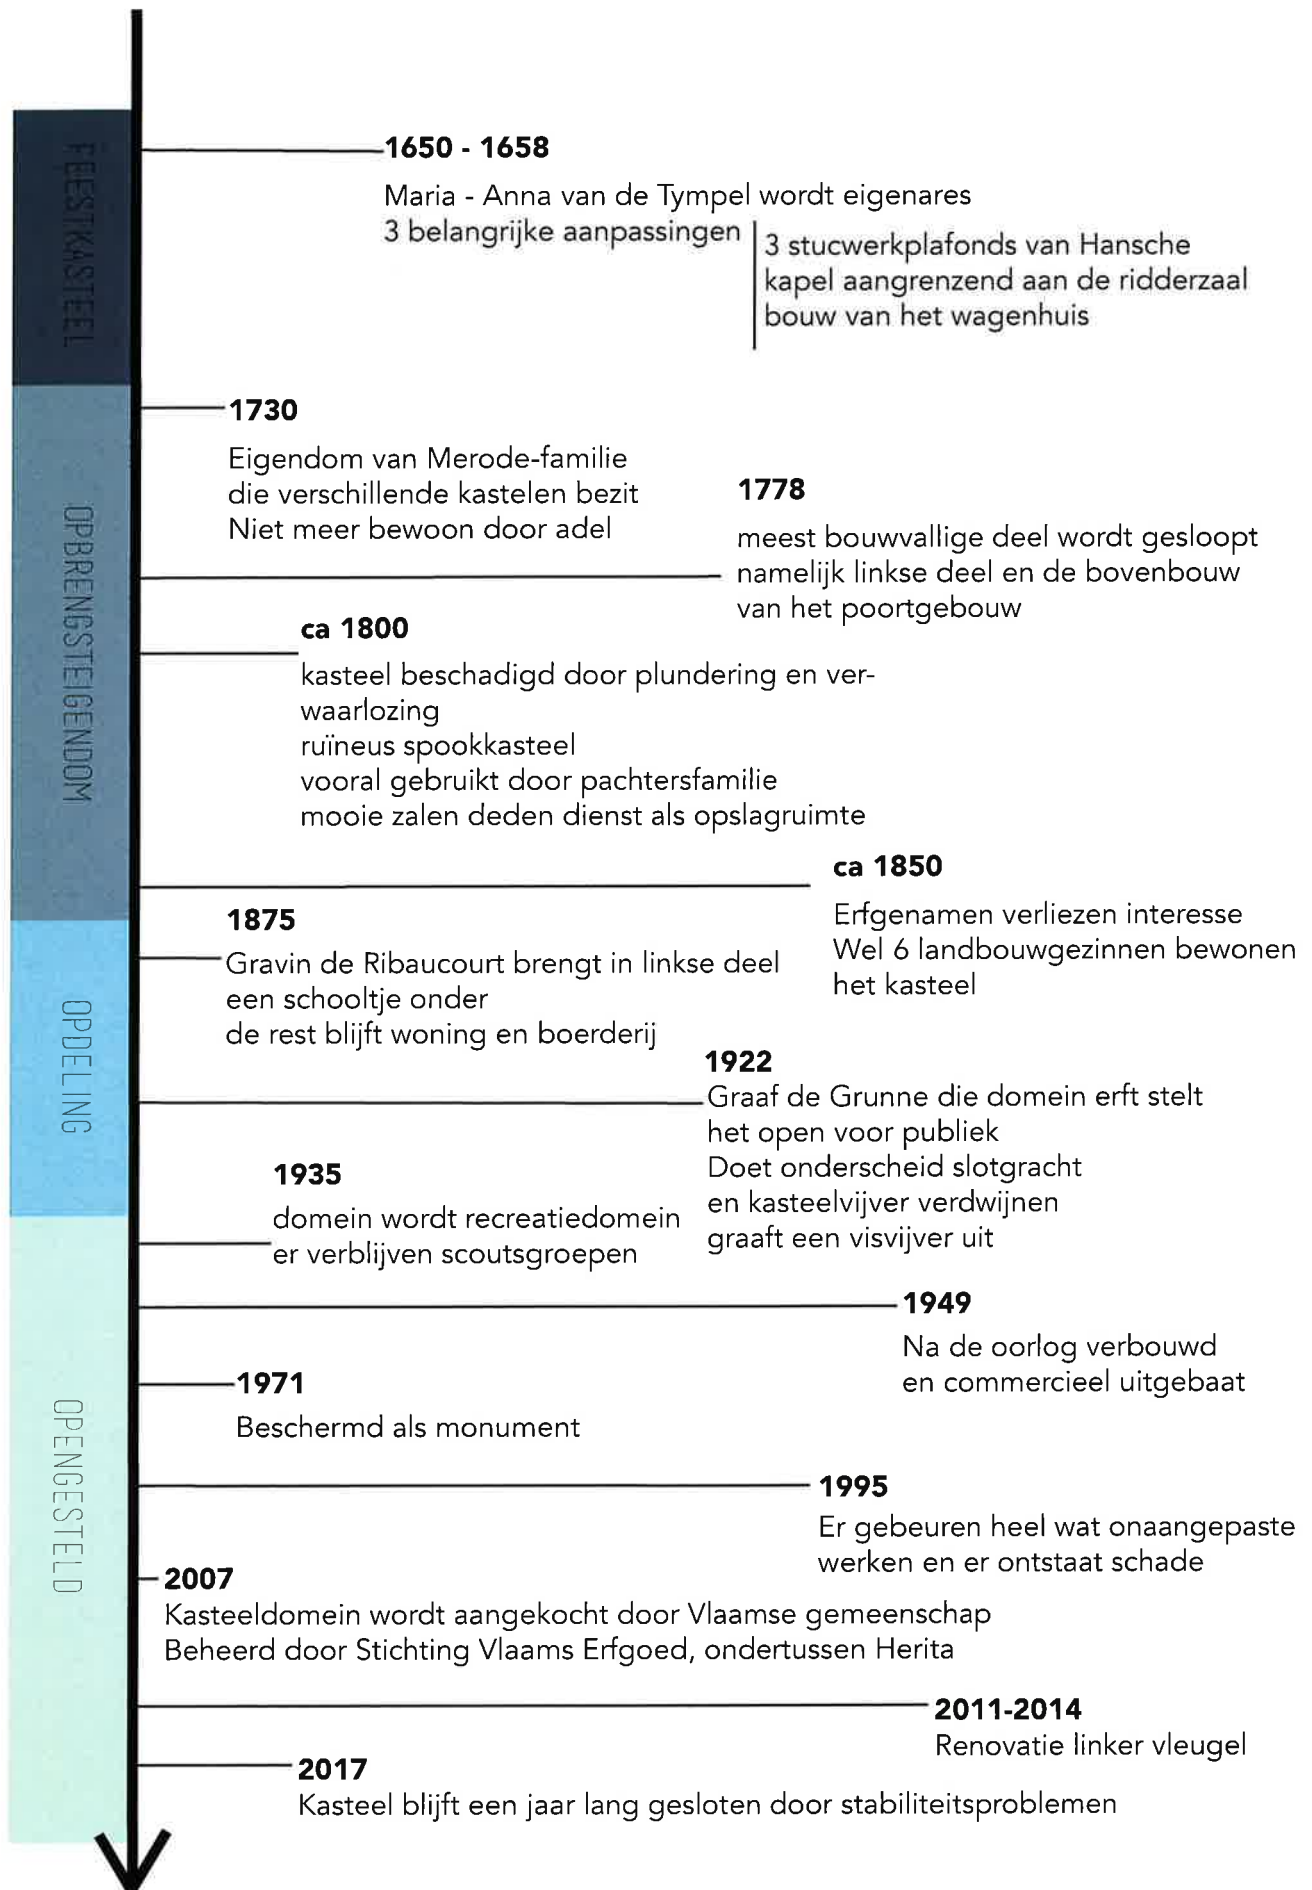 FEESTKASTEEL
1650 - 1658
Maria - Anna van de Tympel wordt eigenares
3 belangrijke aanpassingen
3 stucwerkplafonds van Hansche
kapel aangrenzend aan de ridderzaal
bouw van het wagenhuis
OPBRENGSTEIGENDOM
1730
Eigendom van Merode-familie
die verschillende kastelen bezit
Niet meer bewoon door adel
1778
meest bouwvallige deel wordt gesloopt
namelijk linkse deel en de bovenbouw
van het poortgebouw
ca 1800
kasteel beschadigd door plundering en ver-
waarlozing
ruïneus spookkasteel
vooral gebruikt door pachtersfamilie
mooie zalen deden dienst als opslagruimte
ca 1850
Erfgenamen verliezen interesse
Wel 6 landbouwgezinnen bewonen
het kasteel
OPDELING
1875
Gravin de Ribaucourt brengt in linkse deel
een schooltje onder
de rest blijft woning en boerderij
1922
Graaf de Grunne die domein erft stelt
het open voor publiek
Doet onderscheid slotgracht
en kasteelvijver verdwijnen
graaft een visvijver uit
OPENGESTELD
1935
domein wordt recreatiedomein
er verblijven scoutsgroepen
1949
Na de oorlog verbouwd
en commercieel uitgebaat
1971
Beschermd als monument
1995
Er gebeuren heel wat onaangepaste
werken en er ontstaat schade
2007
Kasteeldomein wordt aangekocht door Vlaamse gemeenschap
Beheerd door Stichting Vlaams Erfgoed, ondertussen Herita
2011-2014
Renovatie linker vleugel
2017
Kasteel blijft een jaar lang gesloten door stabiliteitsproblemen